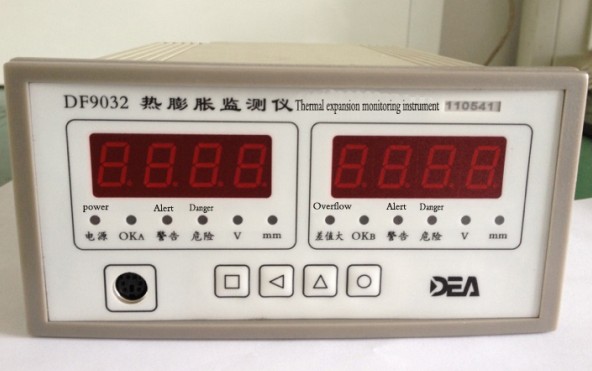 DF9032 热膨胀监测仪 Thermal expansion monitoring instrument 110541
8.8.8.8.
8.8.8.8.
power Alert Danger
电源 OKA 警告 危险 V mm
Overflow Alert Danger
差值大 OKB 警告 危险 V mm
DEA